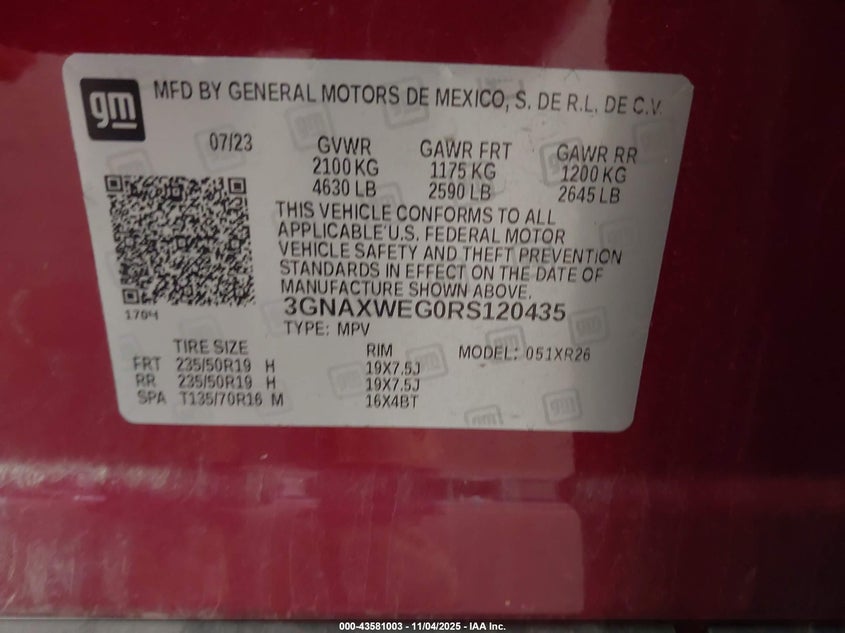 gm
MFD BY GENERAL MOTORS DE MEXICO, S. DE R.L. DE C.V.
07/23 GVWR GAWR FRT GAWR RR
2100 KG 1175 KG 1200 KG
4630 LB 2590 LB 2645 LB
THIS VEHICLE CONFORMS TO ALL
APPLICABLE U.S. FEDERAL MOTOR
VEHICLE SAFETY AND THEFT PREVENTION
STANDARDS IN EFFECT ON THE DATE OF
MANUFACTURE SHOWN ABOVE.
3GNAXWEG0RS120435
1704
TYPE: MPV
TIRE SIZE RIM MODEL: 051XR26
FRT 235/50R19 H 19X7.5J
RR 235/50R19 H 19X7.5J
SPA T135/70R16 M 16X4BT
000-43581003 - 11/04/2025 - IAA Inc.